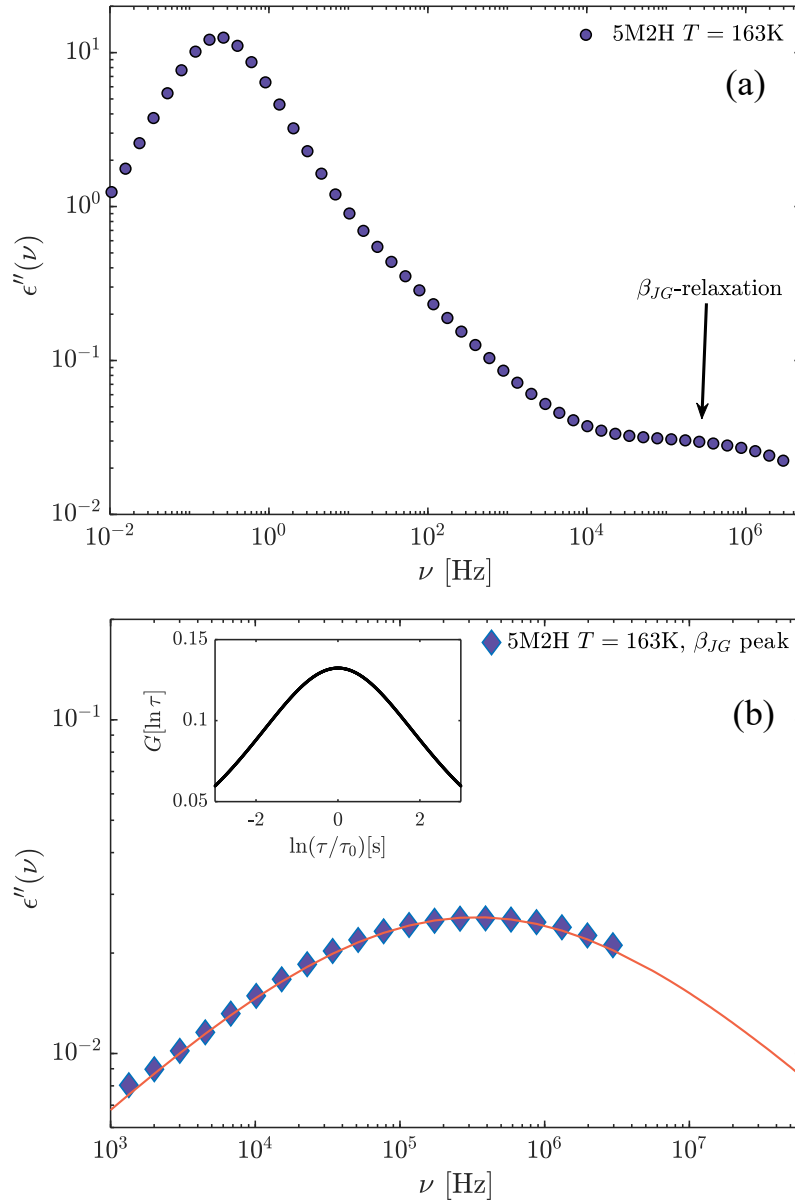 10^1
5M2H T = 163K
(a)
10^0
ϵ''(ν)
β_JG-relaxation
10^-1
10^-2
10^-2 10^0 10^2 10^4 10^6
ν [Hz]
0.15
5M2H T = 163K, β_JG peak
G[ln τ]
0.1
(b)
10^-1
0.05
-2 0 2
ln(τ/τ_0)[s]
ϵ''(ν)
10^-2
10^3 10^4 10^5 10^6 10^7
ν [Hz]